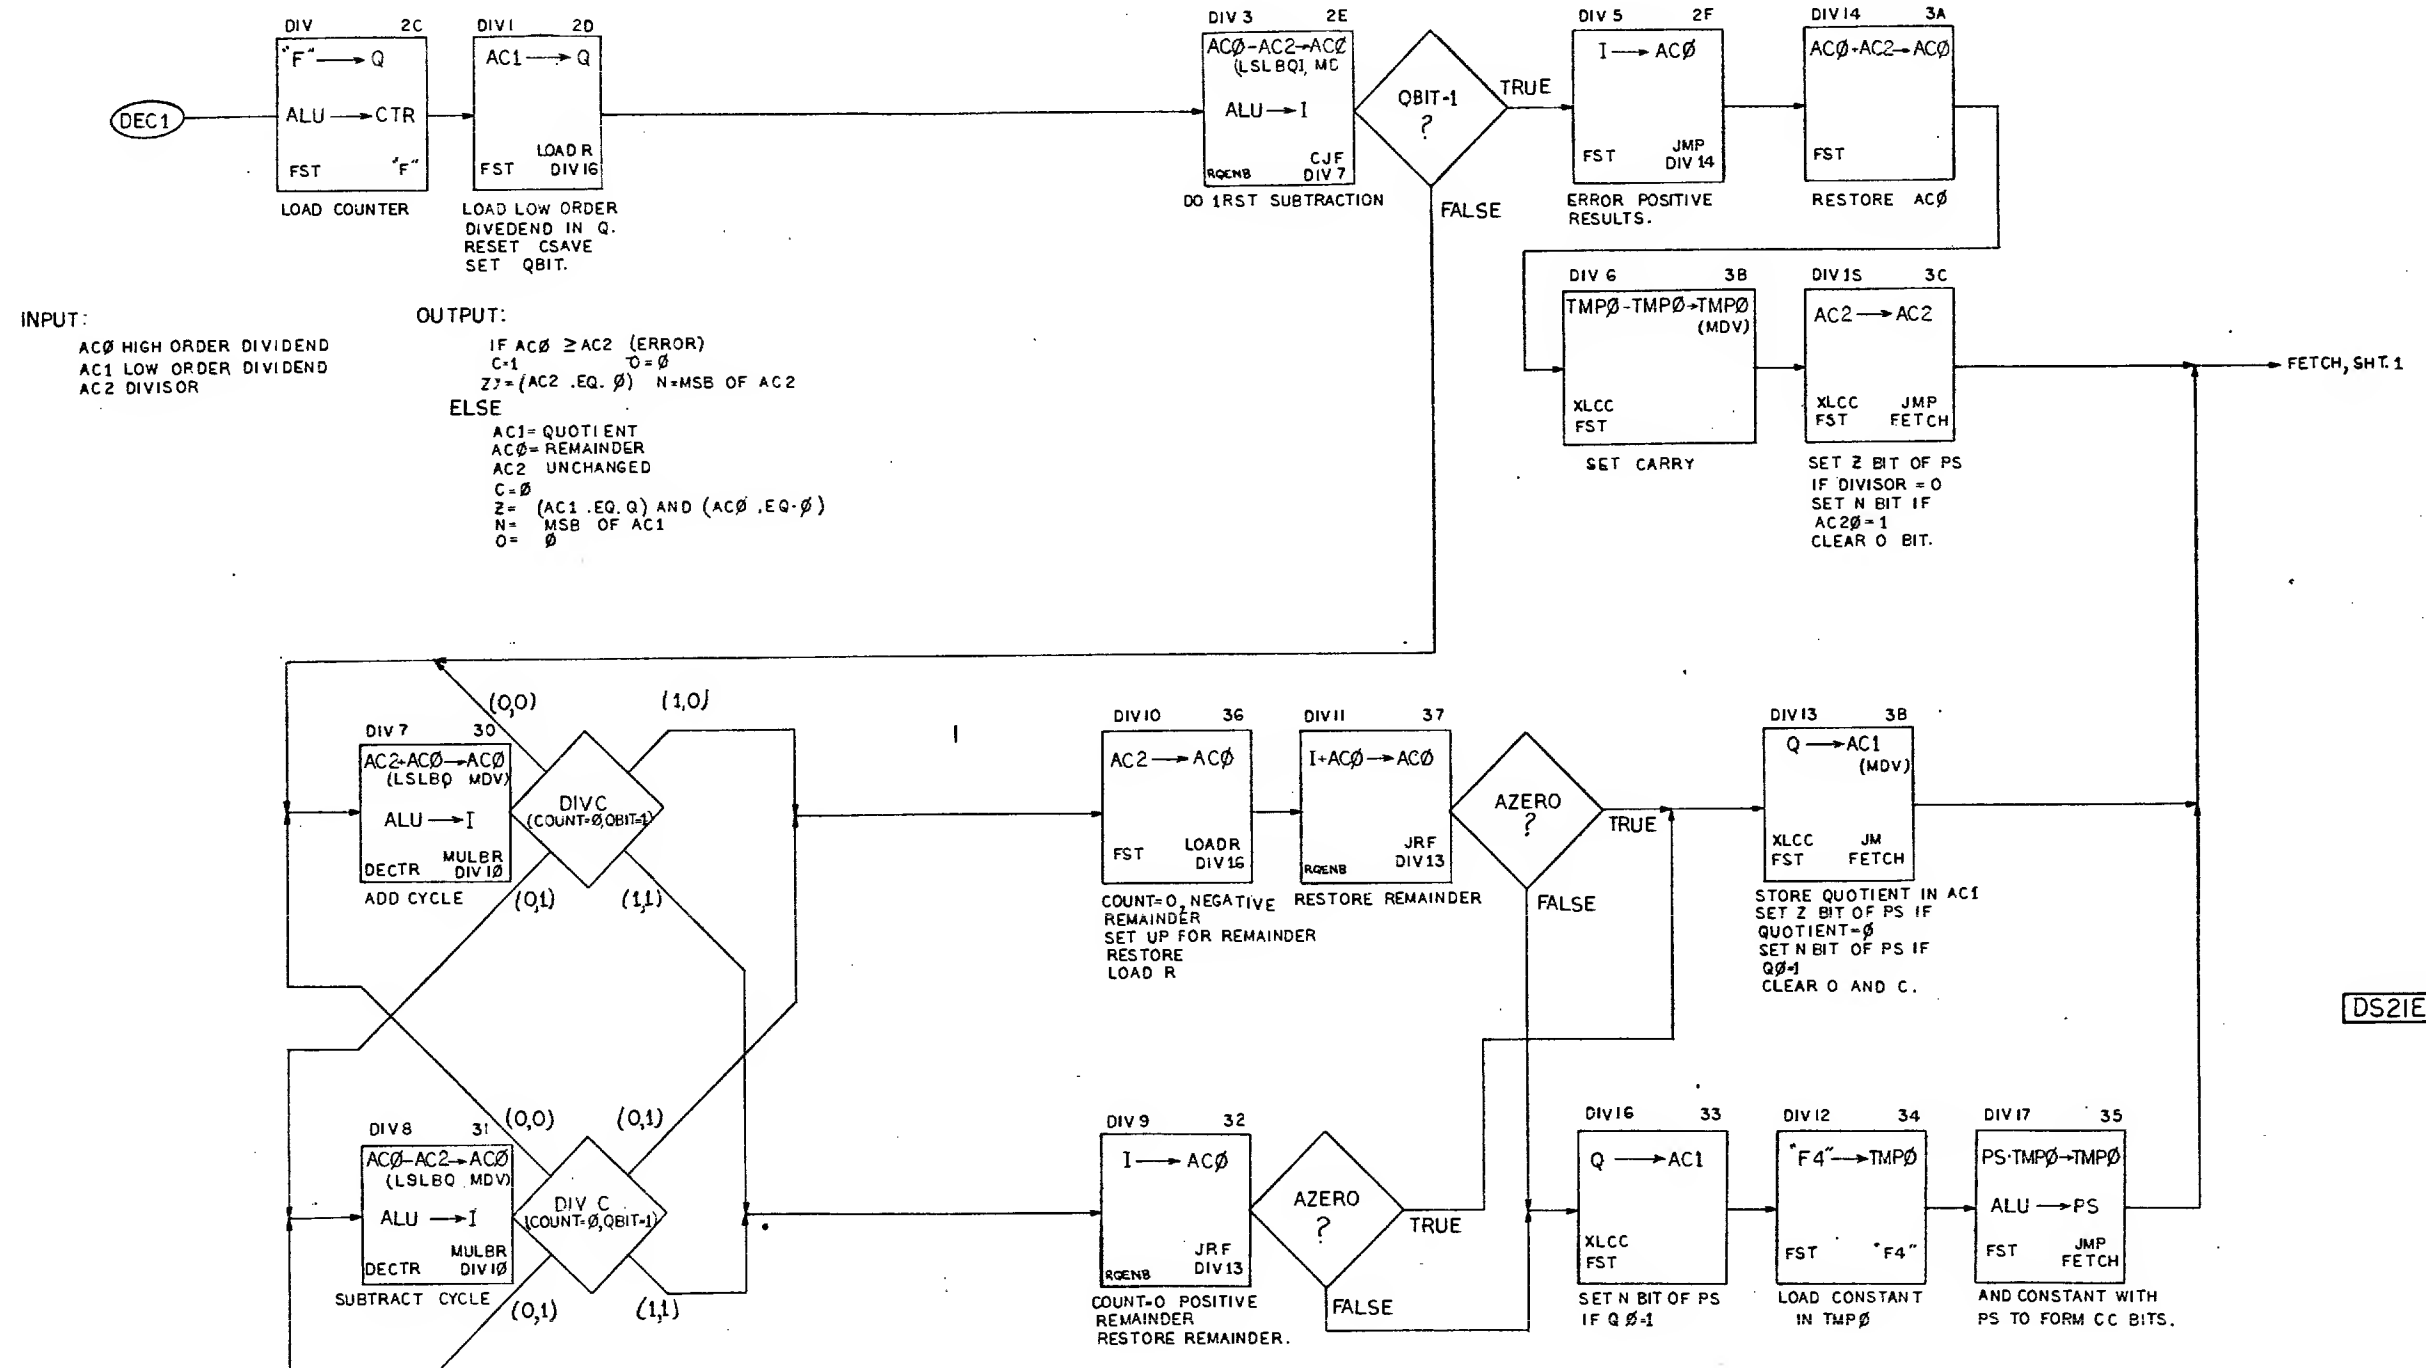 DEC1
DIV 2C
"F" → Q
ALU → CTR
FST "F"
LOAD COUNTER
DIV1 2D
AC1 → Q
LOAD R
FST DIV16
LOAD LOW ORDER
DIVEDEND IN Q.
RESET CSAVE
SET QBIT.
DIV 3 2E
ACØ-AC2→ACØ
(LSLBQI, MC
ALU → I
CJF
RQENB DIV 7
DO 1RST SUBTRACTION
QBIT-1
?
TRUE
FALSE
DIV 5 2F
I → ACØ
JMP
FST DIV 14
ERROR POSITIVE
RESULTS.
DIV14 3A
ACØ+AC2→ACØ
FST
RESTORE ACØ
DIV 6 3B
TMPØ-TMPØ→TMPØ
(MDV)
XLCC
FST
SET CARRY
DIV1S 3C
AC2 → AC2
XLCC JMP
FST FETCH
SET Z BIT OF PS
IF DIVISOR = 0
SET N BIT IF
AC2Ø=1
CLEAR O BIT.
FETCH, SHT. 1
INPUT:
ACØ HIGH ORDER DIVIDEND
AC1 LOW ORDER DIVIDEND
AC2 DIVISOR
OUTPUT:
IF ACØ ≥ AC2 (ERROR)
C=1 O=Ø
Z=(AC2 .EQ. Ø) N=MSB OF AC2
ELSE
AC1= QUOTIENT
ACØ= REMAINDER
AC2 UNCHANGED
C=Ø
Z= (AC1 .EQ. Q) AND (ACØ .EQ. Ø)
N= MSB OF AC1
O= Ø
(0,0)
(1,0)
DIV 7 30
AC2+ACØ→ACØ
(LSLBQ MDV)
ALU → I
MULBR
DECTR DIV1Ø
ADD CYCLE
DIVC
(COUNT=Ø,QBIT=1)
(0,1)
(1,1)
DIV10 36
AC2 → ACØ
LOADR
FST DIV16
COUNT=0, NEGATIVE
REMAINDER
SET UP FOR REMAINDER
RESTORE
LOAD R
DIV11 37
I+ACØ → ACØ
JRF
RQENB DIV13
RESTORE REMAINDER
AZERO
?
TRUE
FALSE
DIV13 3B
Q → AC1
(MDV)
XLCC JM
FST FETCH
STORE QUOTIENT IN AC1
SET Z BIT OF PS IF
QUOTIENT=Ø
SET N BIT OF PS IF
QØ=1
CLEAR O AND C.
DS21E
(0,0)
(0,1)
DIV8 31
ACØ-AC2→ACØ
(LSLBQ MDV)
ALU → I
MULBR
DECTR DIV1Ø
SUBTRACT CYCLE
DIV C
(COUNT=Ø,QBIT=1)
(0,1)
(1,1)
DIV 9 32
I → ACØ
JRF
RQENB DIV13
COUNT=0 POSITIVE
REMAINDER
RESTORE REMAINDER.
AZERO
?
TRUE
FALSE
DIV16 33
Q → AC1
XLCC
FST
SET N BIT OF PS
IF QØ=1
DIV12 34
"F4" → TMPØ
FST "F4"
LOAD CONSTANT
IN TMPØ
DIV17 35
PS·TMPØ→TMPØ
ALU → PS
JMP
FST FETCH
AND CONSTANT WITH
PS TO FORM CC BITS.